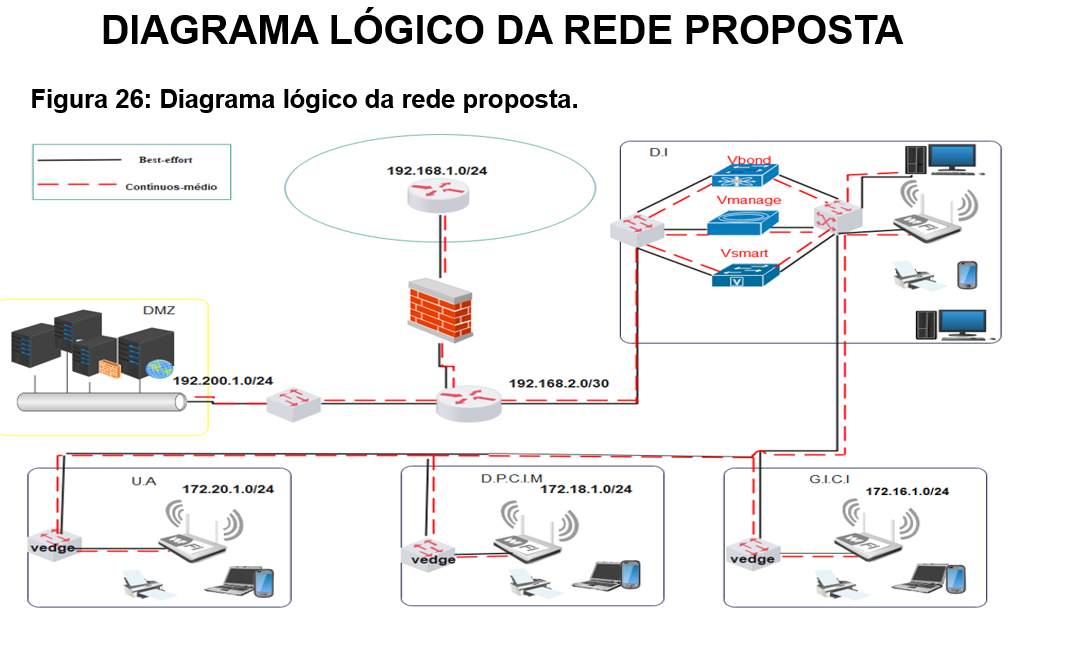 DIAGRAMA LÓGICO DA REDE PROPOSTA
Figura 26: Diagrama lógico da rede proposta.
Best-effort
Continuos-médio
192.168.1.0/24
D.I
Vbond
Vmanage
Vsmart
V
DMZ
192.200.1.0/24
192.168.2.0/30
U.A
172.20.1.0/24
vedge
D.P.C.I.M
172.18.1.0/24
vedge
G.I.C.I
172.16.1.0/24
vedge